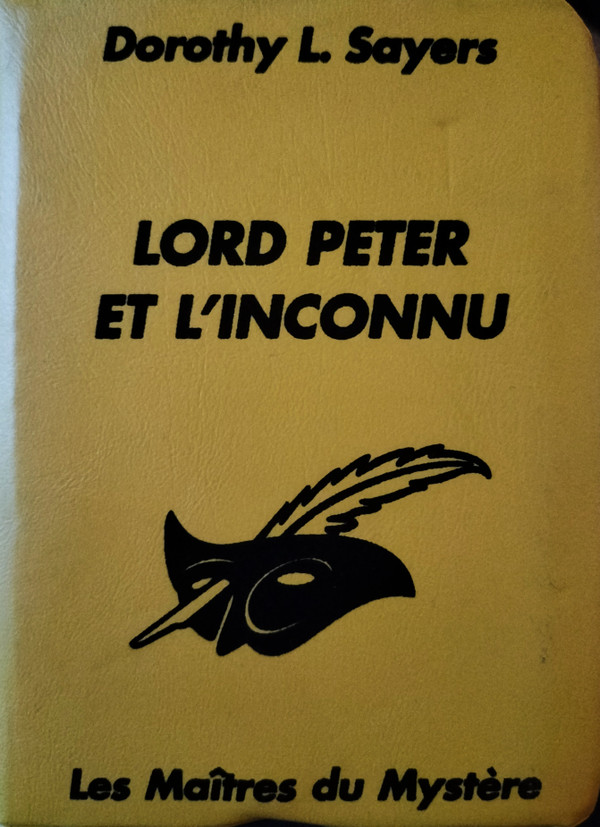 Dorothy L. Sayers
LORD PETER
ET L'INCONNU
Les Maîtres du Mystère